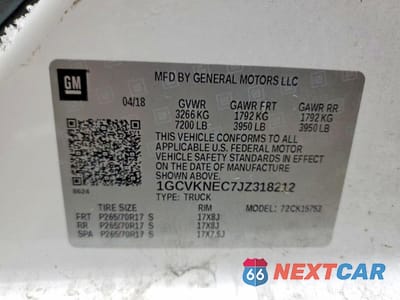 GM
MFD BY GENERAL MOTORS LLC
04/18 GVWR GAWR FRT GAWR RR
3266 KG 1792 KG 1792 KG
7200 LB 3950 LB 3950 LB
THIS VEHICLE CONFORMS TO ALL
APPLICABLE U.S. FEDERAL MOTOR
VEHICLE SAFETY STANDARDS IN
EFFECT ON THE DATE OF
MANUFACTURE SHOWN ABOVE.
1GCVKNEC7JZ318212
8624 TYPE: TRUCK MODEL: 72CK15753
TIRE SIZE RIM
FRT P265/70R17 S 17X8J
RR P265/70R17 S 17X8J
SPA P265/70R17 S 17X7.5J
66 NEXTCAR